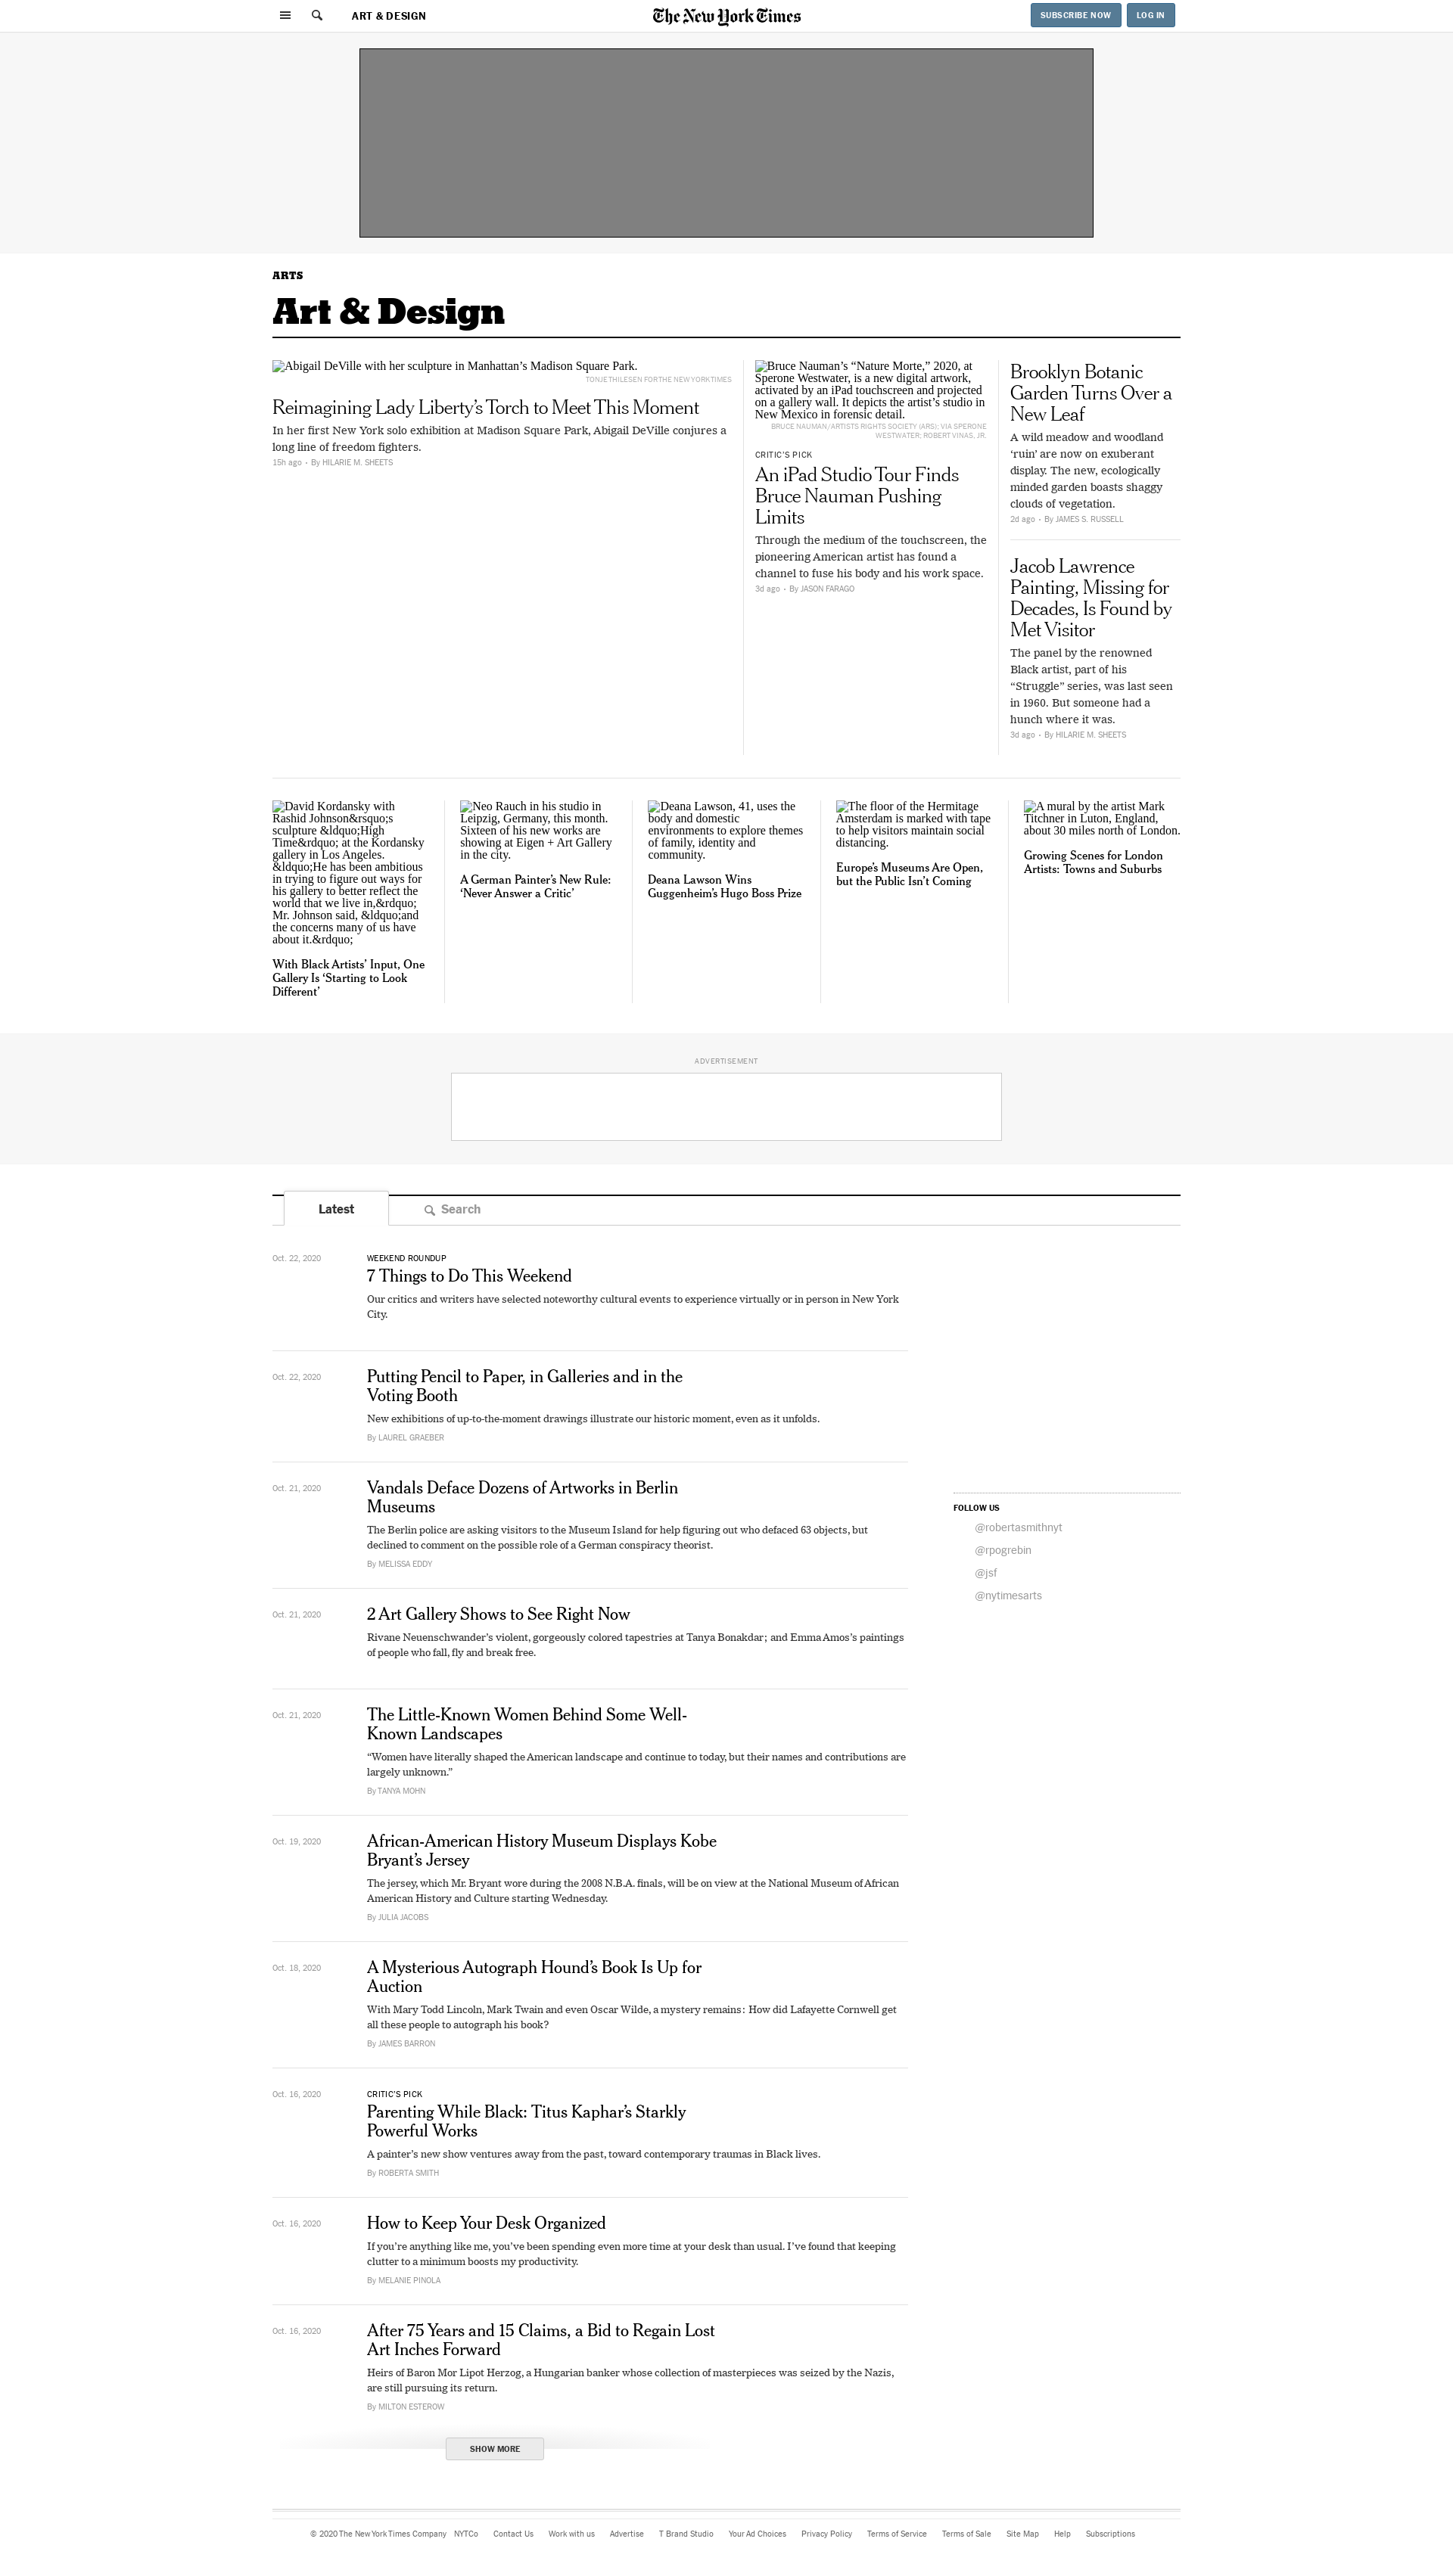 ART & DESIGN
The New York Times
SUBSCRIBE NOW
LOG IN
ARTS
Art & Design
Abigail DeVille with her sculpture in Manhattan’s Madison Square Park.
TONJE THILESEN FOR THE NEW YORK TIMES
Reimagining Lady Liberty’s Torch to Meet This Moment
In her first New York solo exhibition at Madison Square Park, Abigail DeVille conjures a
long line of freedom fighters.
15h ago • By HILARIE M. SHEETS
Bruce Nauman’s “Nature Morte,” 2020, at
Sperone Westwater, is a new digital artwork,
activated by an iPad touchscreen and projected
on a gallery wall. It depicts the artist’s studio in
New Mexico in forensic detail.
BRUCE NAUMAN/ARTISTS RIGHTS SOCIETY (ARS); VIA SPERONE
WESTWATER; ROBERT VINAS, JR.
CRITIC’S PICK
An iPad Studio Tour Finds
Bruce Nauman Pushing
Limits
Through the medium of the touchscreen, the
pioneering American artist has found a
channel to fuse his body and his work space.
3d ago • By JASON FARAGO
Brooklyn Botanic
Garden Turns Over a
New Leaf
A wild meadow and woodland
‘ruin’ are now on exuberant
display. The new, ecologically
minded garden boasts shaggy
clouds of vegetation.
2d ago • By JAMES S. RUSSELL
Jacob Lawrence
Painting, Missing for
Decades, Is Found by
Met Visitor
The panel by the renowned
Black artist, part of his
“Struggle” series, was last seen
in 1960. But someone had a
hunch where it was.
3d ago • By HILARIE M. SHEETS
David Kordansky with
Rashid Johnson&rsquo;s
sculpture &ldquo;High
Time&rdquo; at the Kordansky
gallery in Los Angeles.
&ldquo;He has been ambitious
in trying to figure out ways for
his gallery to better reflect the
world that we live in,&rdquo;
Mr. Johnson said, &ldquo;and
the concerns many of us have
about it.&rdquo;
With Black Artists’ Input, One
Gallery Is ‘Starting to Look
Different’
Neo Rauch in his studio in
Leipzig, Germany, this month.
Sixteen of his new works are
showing at Eigen + Art Gallery
in the city.
A German Painter’s New Rule:
‘Never Answer a Critic’
Deana Lawson, 41, uses the
body and domestic
environments to explore themes
of family, identity and
community.
Deana Lawson Wins
Guggenheim’s Hugo Boss Prize
The floor of the Hermitage
Amsterdam is marked with tape
to help visitors maintain social
distancing.
Europe’s Museums Are Open,
but the Public Isn’t Coming
A mural by the artist Mark
Titchner in Luton, England,
about 30 miles north of London.
Growing Scenes for London
Artists: Towns and Suburbs
ADVERTISEMENT
Latest
Search
Oct. 22, 2020
WEEKEND ROUNDUP
7 Things to Do This Weekend
Our critics and writers have selected noteworthy cultural events to experience virtually or in person in New York
City.
Oct. 22, 2020
Putting Pencil to Paper, in Galleries and in the
Voting Booth
New exhibitions of up-to-the-moment drawings illustrate our historic moment, even as it unfolds.
By LAUREL GRAEBER
Oct. 21, 2020
Vandals Deface Dozens of Artworks in Berlin
Museums
The Berlin police are asking visitors to the Museum Island for help figuring out who defaced 63 objects, but
declined to comment on the possible role of a German conspiracy theorist.
By MELISSA EDDY
Oct. 21, 2020
2 Art Gallery Shows to See Right Now
Rivane Neuenschwander’s violent, gorgeously colored tapestries at Tanya Bonakdar; and Emma Amos’s paintings
of people who fall, fly and break free.
Oct. 21, 2020
The Little-Known Women Behind Some Well-
Known Landscapes
“Women have literally shaped the American landscape and continue to today, but their names and contributions are
largely unknown.”
By TANYA MOHN
Oct. 19, 2020
African-American History Museum Displays Kobe
Bryant’s Jersey
The jersey, which Mr. Bryant wore during the 2008 N.B.A. finals, will be on view at the National Museum of African
American History and Culture starting Wednesday.
By JULIA JACOBS
Oct. 18, 2020
A Mysterious Autograph Hound’s Book Is Up for
Auction
With Mary Todd Lincoln, Mark Twain and even Oscar Wilde, a mystery remains: How did Lafayette Cornwell get
all these people to autograph his book?
By JAMES BARRON
Oct. 16, 2020
CRITIC’S PICK
Parenting While Black: Titus Kaphar’s Starkly
Powerful Works
A painter’s new show ventures away from the past, toward contemporary traumas in Black lives.
By ROBERTA SMITH
Oct. 16, 2020
How to Keep Your Desk Organized
If you’re anything like me, you’ve been spending even more time at your desk than usual. I’ve found that keeping
clutter to a minimum boosts my productivity.
By MELANIE PINOLA
Oct. 16, 2020
After 75 Years and 15 Claims, a Bid to Regain Lost
Art Inches Forward
Heirs of Baron Mor Lipot Herzog, a Hungarian banker whose collection of masterpieces was seized by the Nazis,
are still pursuing its return.
By MILTON ESTEROW
SHOW MORE
FOLLOW US
@robertasmithnyt
@rpogrebin
@jsf
@nytimesarts
© 2020 The New York Times Company NYTCo Contact Us Work with us Advertise T Brand Studio Your Ad Choices Privacy Policy Terms of Service Terms of Sale Site Map Help Subscriptions